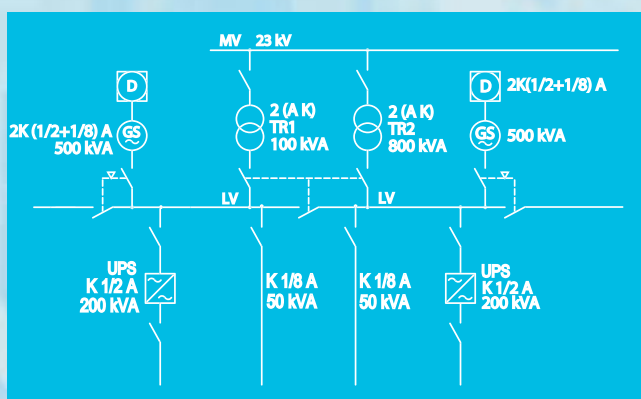 MV 23 kV
D
2K (1/2+1/8) A
GS
500 kVA
2 (A K)
TR1
100 kVA
2 (A K)
TR2
800 kVA
D
2K(1/2+1/8) A
GS
500 kVA
LV
LV
UPS
K 1/2 A
200 kVA
K 1/8 A
50 kVA
K 1/8 A
50 kVA
UPS
K 1/2 A
200 kVA